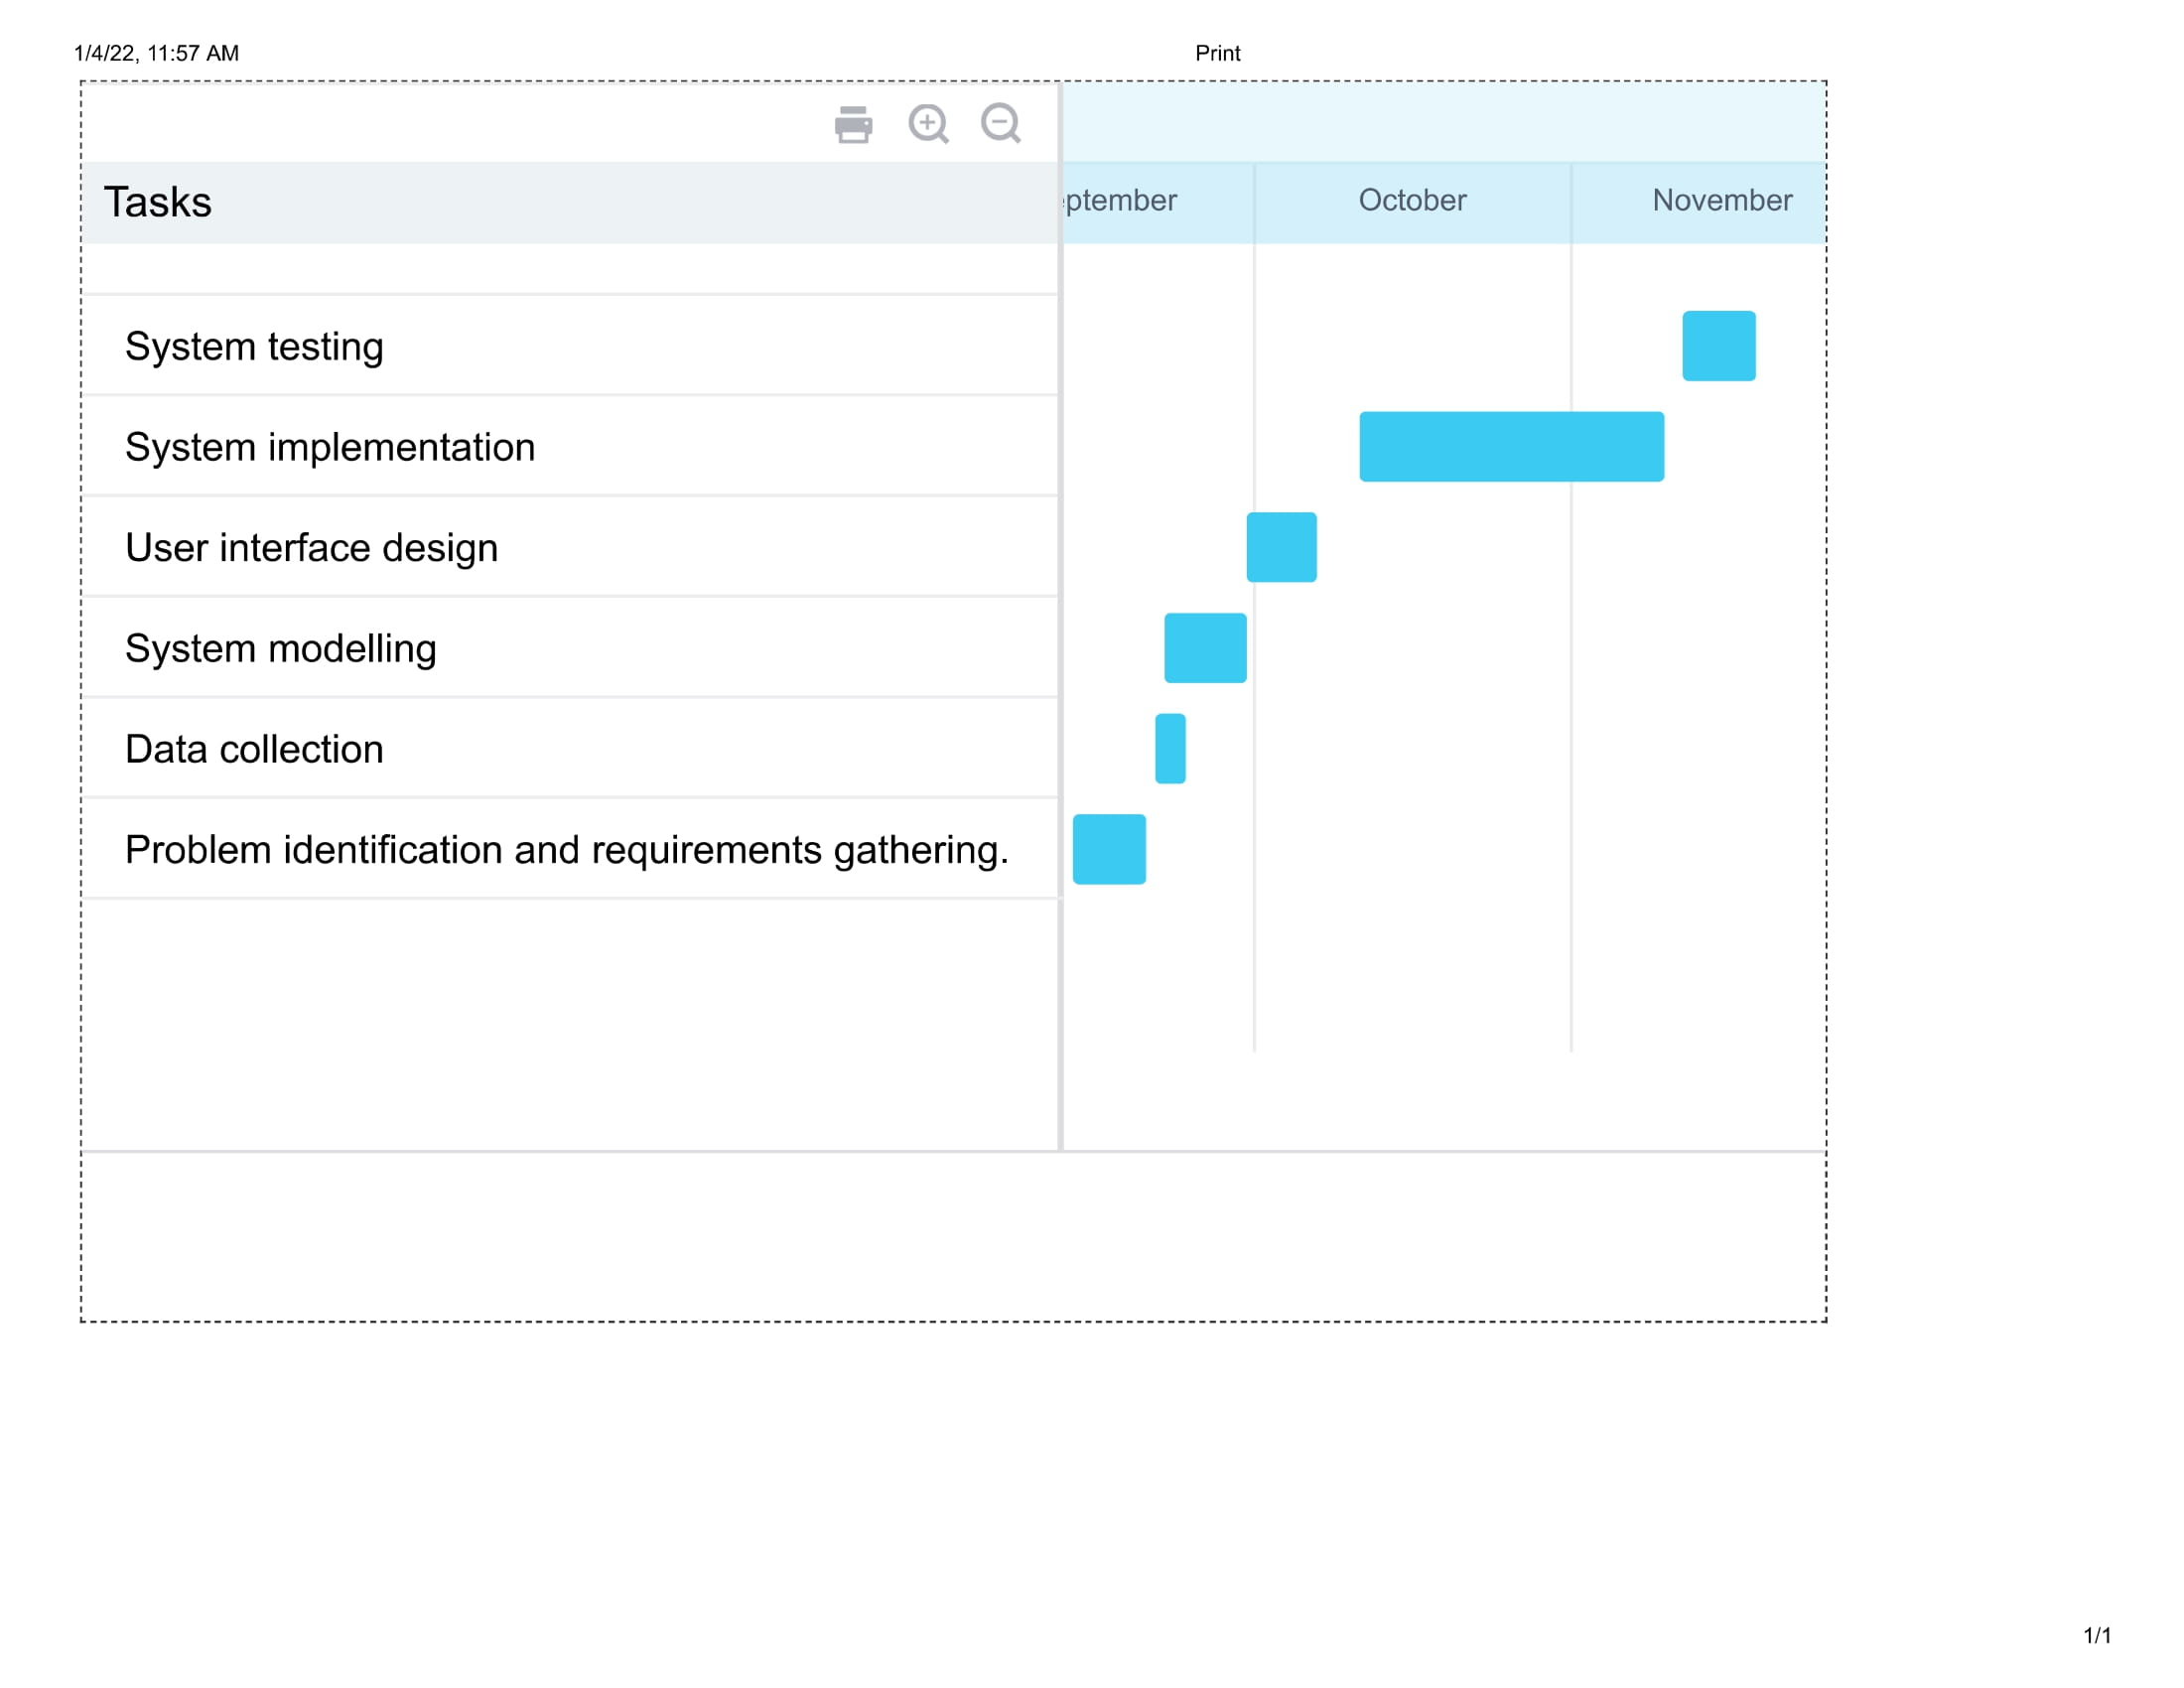 1/4/22, 11:57 AM Print
Tasks ptember October November
System testing
System implementation
User interface design
System modelling
Data collection
Problem identification and requirements gathering.
1/1